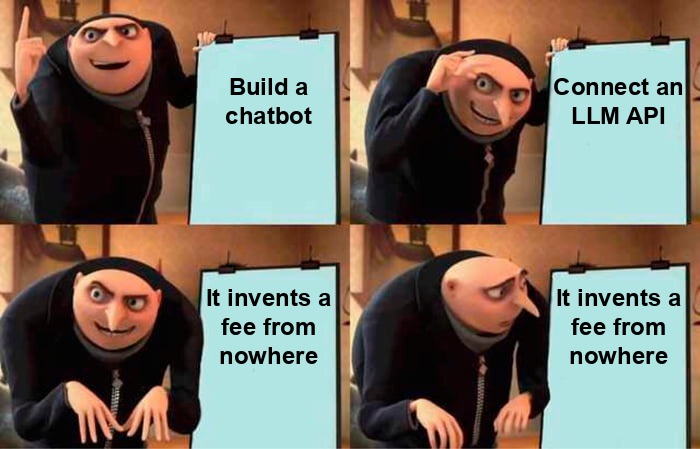 Build a
chatbot
Connect an
LLM API
It invents a
fee from
nowhere
It invents a
fee from
nowhere